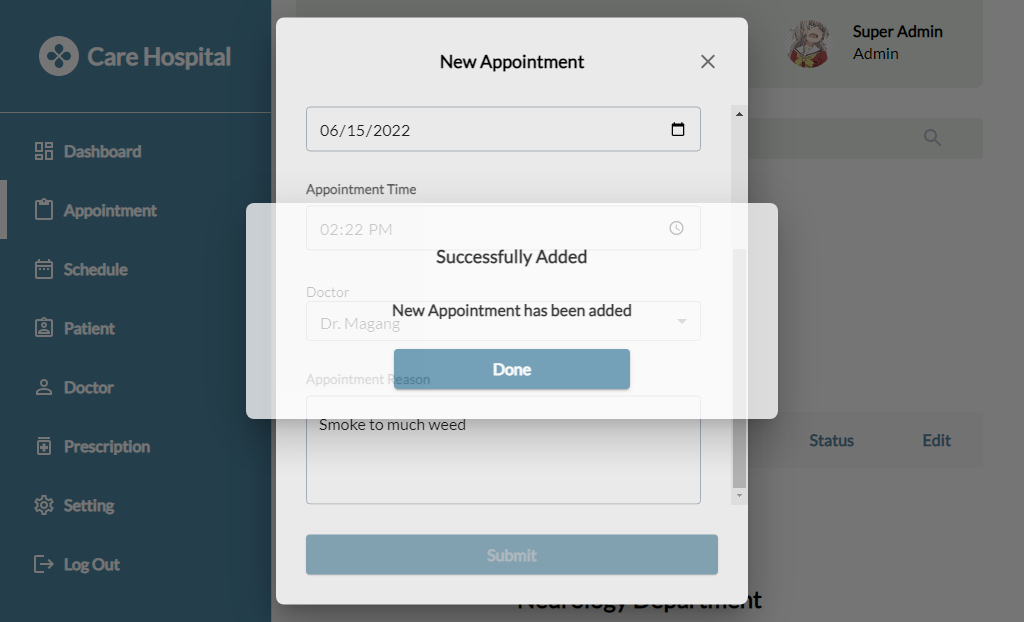 Care Hospital
Dashboard
Appointment
Schedule
Patient
Doctor
Prescription
Setting
Log Out
Super Admin
Admin
New Appointment
06/15/2022
Appointment Time
02:22 PM
Successfully Added
Doctor
New Appointment has been added
Dr. Magang
Done
Appointment Reason
Smoke to much weed
Submit
Status
Edit
Neurology Department